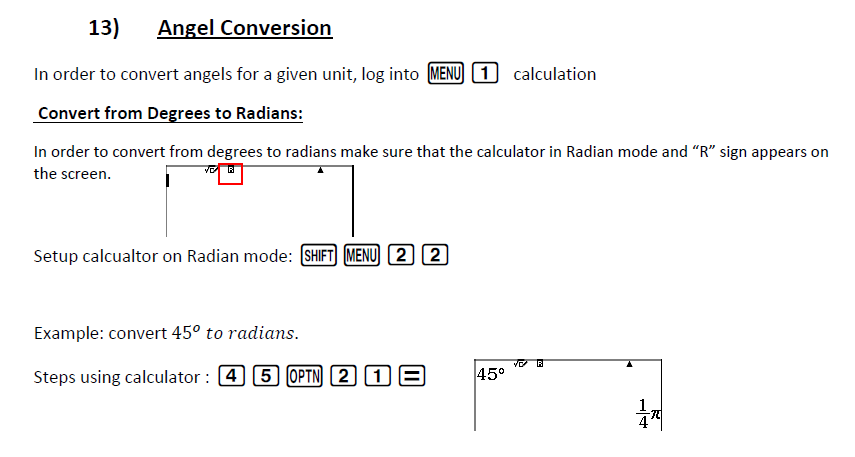 13) Angel Conversion
In order to convert angels for a given unit, log into MENU 1 calculation
Convert from Degrees to Radians:
In order to convert from degrees to radians make sure that the calculator in Radian mode and “R” sign appears on
the screen.
√ R ▲
Setup calcualtor on Radian mode: SHIFT MENU 2 2
Example: convert 45⁰ to radians.
Steps using calculator : 4 5 OPTN 2 1 =
√ R ▲
45°
1/4 π